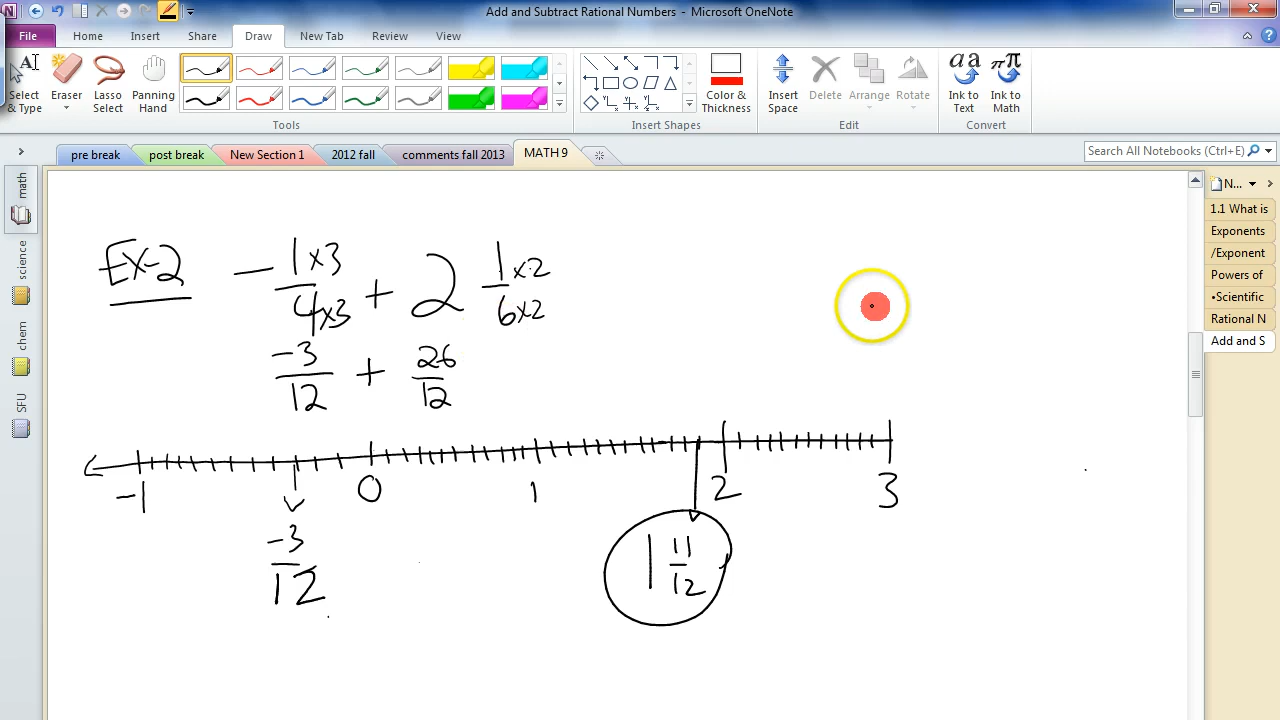 Add and Subtract Rational Numbers - Microsoft OneNote
File Home Insert Share Draw New Tab Review View
Select & Type
Eraser
Lasso Select
Panning Hand
Color & Thickness
Insert Space
Delete
Arrange
Rotate
Ink to Text
Ink to Math
Tools
Insert Shapes
Edit
Convert
pre break
post break
New Section 1
2012 fall
comments fall 2013
MATH 9
Search All Notebooks (Ctrl+E)
N...
math
science
chem
SFU
1.1 What is
Exponents
/Exponent
Powers of
•Scientific
Rational N
Add and S
EX-2
- 1x3/4x3 + 2 1x2/6x2
-3/12 + 26/12
-1 0 1 2 3
-3/12
1 11/12